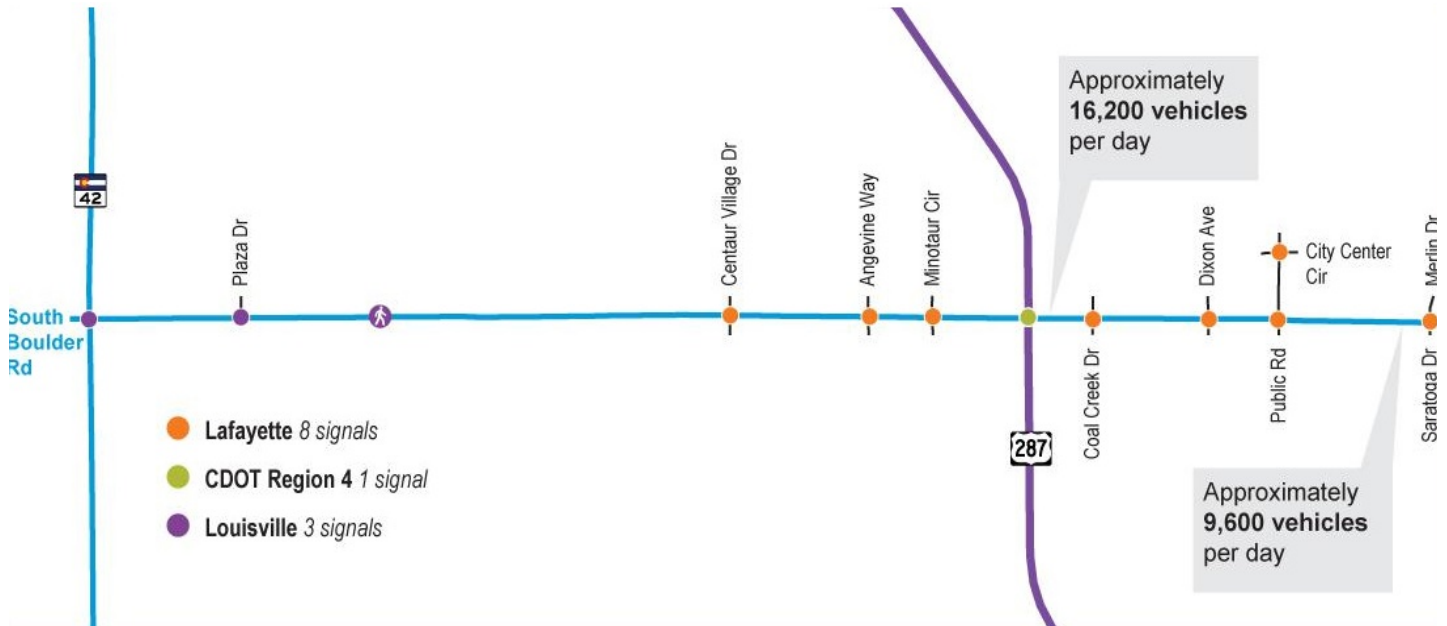 Approximately
16,200 vehicles
per day
42
Plaza Dr
Centaur Village Dr
Angevine Way
Minotaur Cir
Dixon Ave
City Center
Cir
Merlin Dr
South
Boulder
Rd
287
Coal Creek Dr
Public Rd
Saratoga Dr
Lafayette 8 signals
CDOT Region 4 1 signal
Louisville 3 signals
Approximately
9,600 vehicles
per day